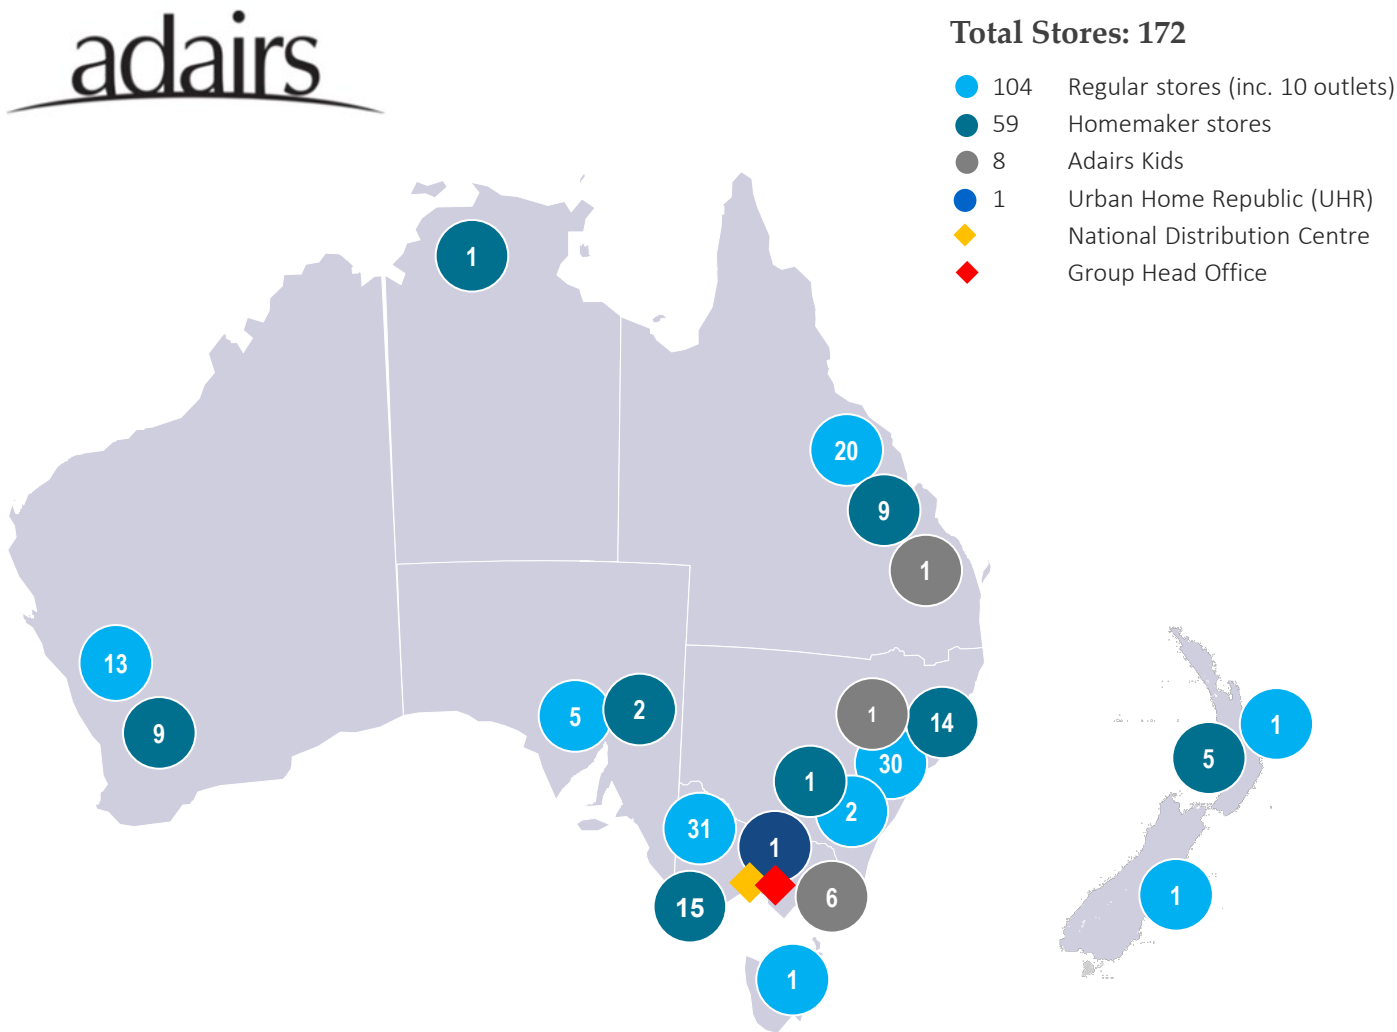 adairs
Total Stores: 172
104 Regular stores (inc. 10 outlets)
59 Homemaker stores
8 Adairs Kids
1 Urban Home Republic (UHR)
National Distribution Centre
Group Head Office
1
20
9
1
13
9
5
2
1
14
30
1
2
31
1
15
6
1
1
5
1